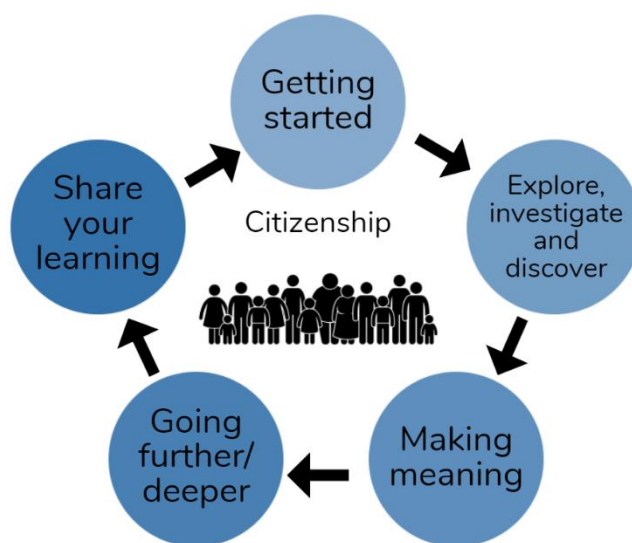 Getting
started
Explore,
investigate
and
discover
Making
meaning
Going
further/
deeper
Share
your
learning
Citizenship